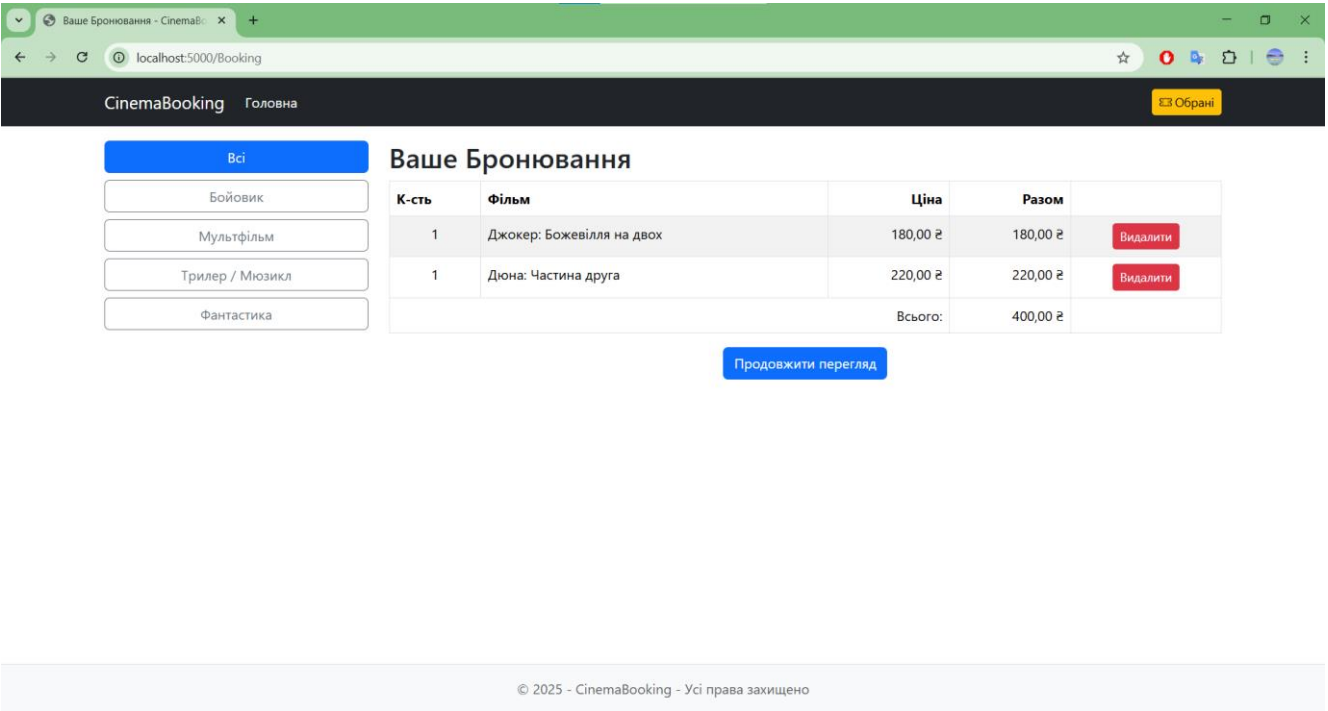 Ваше Бронювання - CinemaBo
localhost:5000/Booking
CinemaBooking Головна Обрані
Всі
Бойовик
Мультфільм
Трилер / Мюзикл
Фантастика
Ваше Бронювання
К-сть Фільм Ціна Разом
1 Джокер: Божевілля на двох 180,00 ₴ 180,00 ₴ Видалити
1 Дюна: Частина друга 220,00 ₴ 220,00 ₴ Видалити
Всього: 400,00 ₴
Продовжити перегляд
© 2025 - CinemaBooking - Усі права захищено